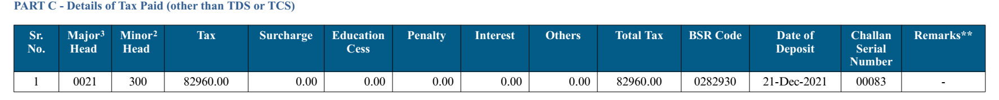 PART C - Details of Tax Paid (other than TDS or TCS)
Sr. No. Major³ Head Minor² Head Tax Surcharge Education Cess Penalty Interest Others Total Tax BSR Code Date of Deposit Challan Serial Number Remarks**
1 0021 300 82960.00 0.00 0.00 0.00 0.00 0.00 82960.00 0282930 21-Dec-2021 00083 -